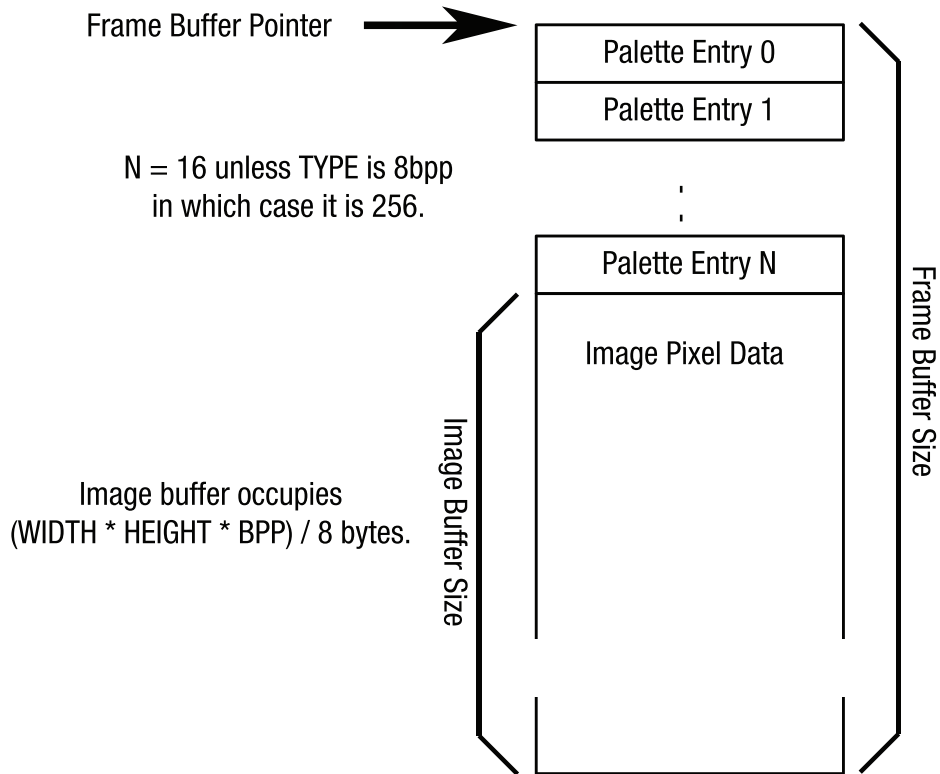 Frame Buffer Pointer
Palette Entry 0
Palette Entry 1
N = 16 unless TYPE is 8bpp
in which case it is 256.
Palette Entry N
Image Pixel Data
Frame Buffer Size
Image Buffer Size
Image buffer occupies
(WIDTH * HEIGHT * BPP) / 8 bytes.